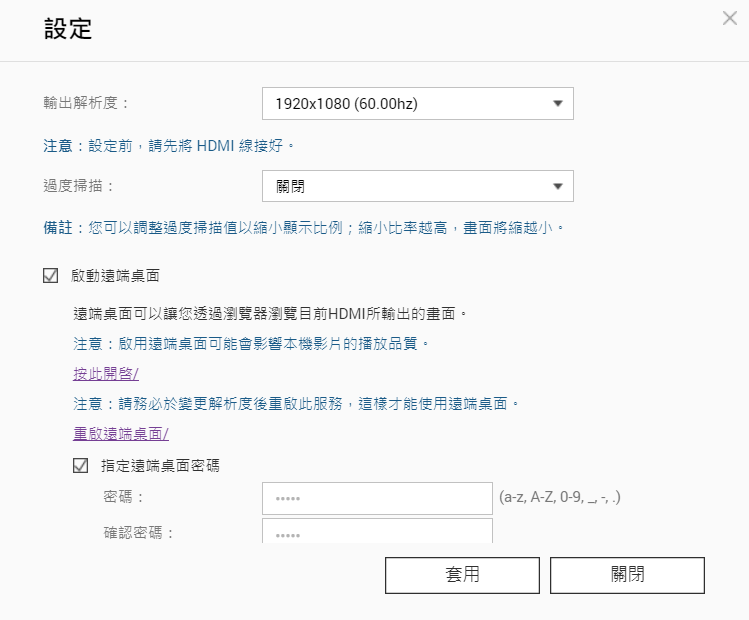 設定
輸出解析度：
1920x1080 (60.00hz)
注意：設定前，請先將 HDMI 線接好。
過度掃描：
關閉
備註：您可以調整過度掃描值以縮小顯示比例；縮小比率越高，畫面將縮越小。
啟動遠端桌面
遠端桌面可以讓您透過瀏覽器瀏覽目前HDMI所輸出的畫面。
注意：啟用遠端桌面可能會影響本機影片的播放品質。
按此開啓/
注意：請務必於變更解析度後重啟此服務，這樣才能使用遠端桌面。
重啟遠端桌面/
指定遠端桌面密碼
密碼：
•••••
(a-z, A-Z, 0-9, _, -, .)
確認密碼：
•••••
套用
關閉